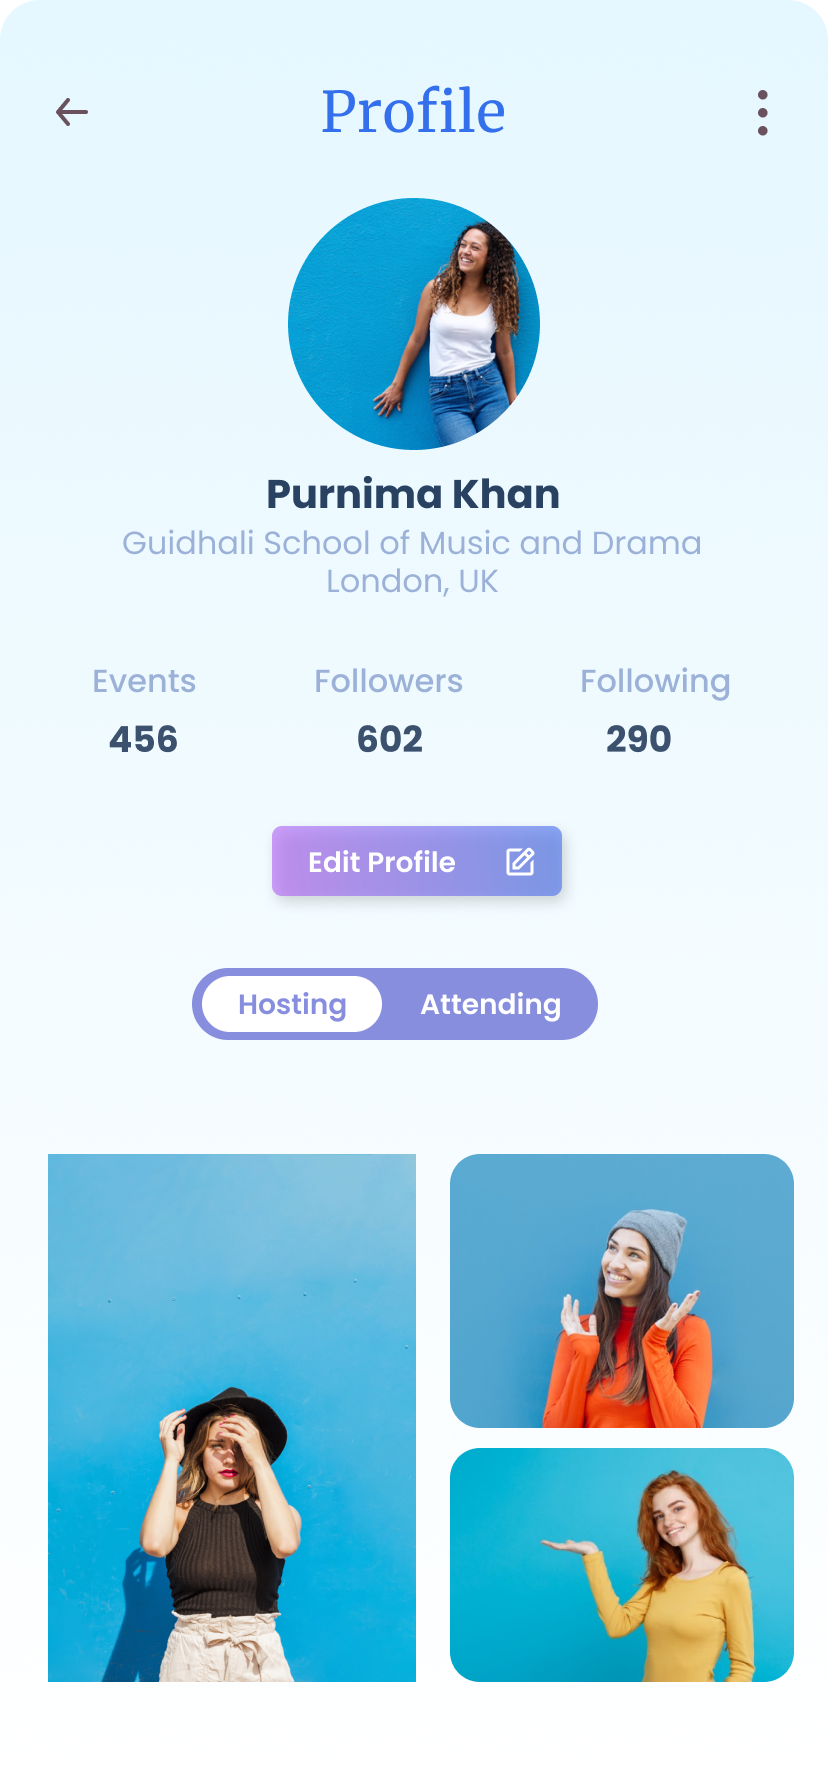 Profile
Purnima Khan
Guidhali School of Music and Drama
London, UK
Events Followers Following
456 602 290
Edit Profile
Hosting Attending